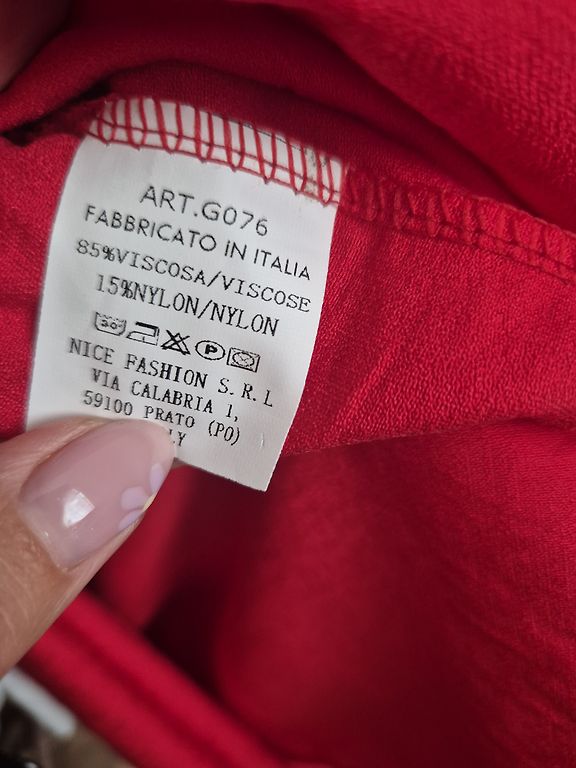 ART.G076
FABBRICATO IN ITALIA
85%VISCOSA/VISCOSE
15%NYLON/NYLON
30 P
NICE FASHION S.R.L
VIA CALABRIA 1,
59100 PRATO (PO)